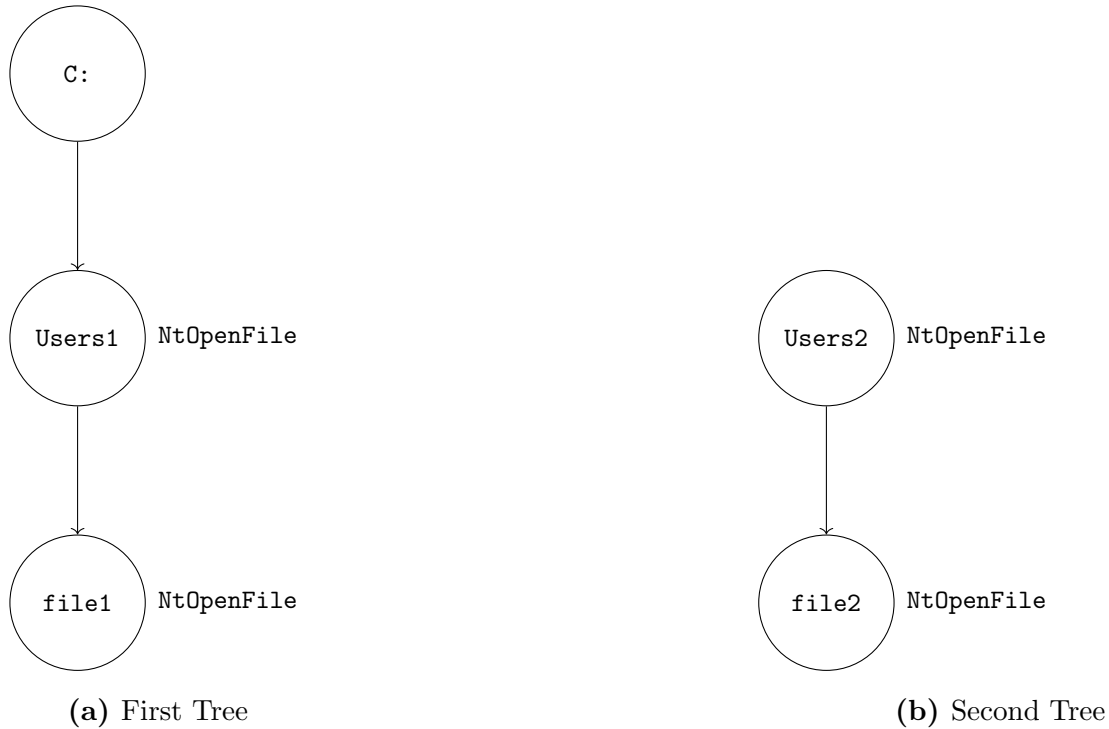 C:
Users1 NtOpenFile
Users2 NtOpenFile
file1 NtOpenFile
file2 NtOpenFile
(a) First Tree
(b) Second Tree